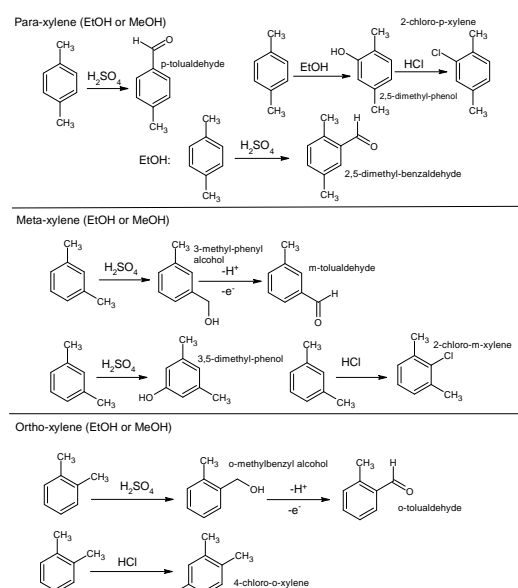 Para-xylene (EtOH or MeOH)
CH3
CH3
H2SO4
H
O
p-tolualdehyde
CH3
CH3
CH3
EtOH
HO
CH3
CH3
2,5-dimethyl-phenol
HCl
2-chloro-p-xylene
Cl
CH3
CH3
EtOH:
CH3
CH3
H2SO4
CH3
H
O
CH3
2,5-dimethyl-benzaldehyde
Meta-xylene (EtOH or MeOH)
CH3
CH3
H2SO4
CH3
3-methyl-phenyl
alcohol
OH
-H+
-e-
CH3
m-tolualdehyde
H
O
CH3
CH3
H2SO4
CH3
3,5-dimethyl-phenol
HO
CH3
CH3
CH3
HCl
2-chloro-m-xylene
CH3
Cl
CH3
Ortho-xylene (EtOH or MeOH)
CH3
CH3
H2SO4
CH3
o-methylbenzyl alcohol
OH
-H+
-e-
CH3
H
O
o-tolualdehyde
CH3
CH3
HCl
CH3
CH3
4-chloro-o-xylene